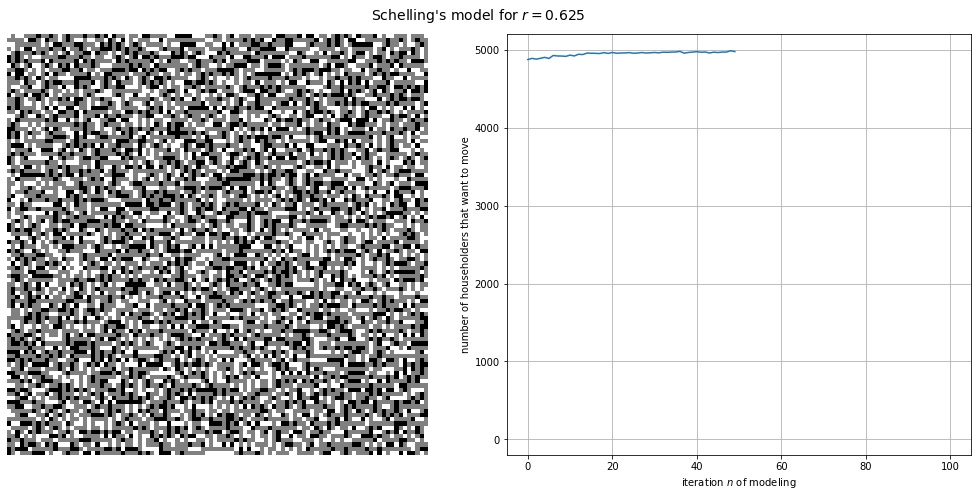 Schelling's model for r = 0.625
number of householders that want to move
5000
4000
3000
2000
1000
0
0 20 40 60 80 100
iteration n of modeling